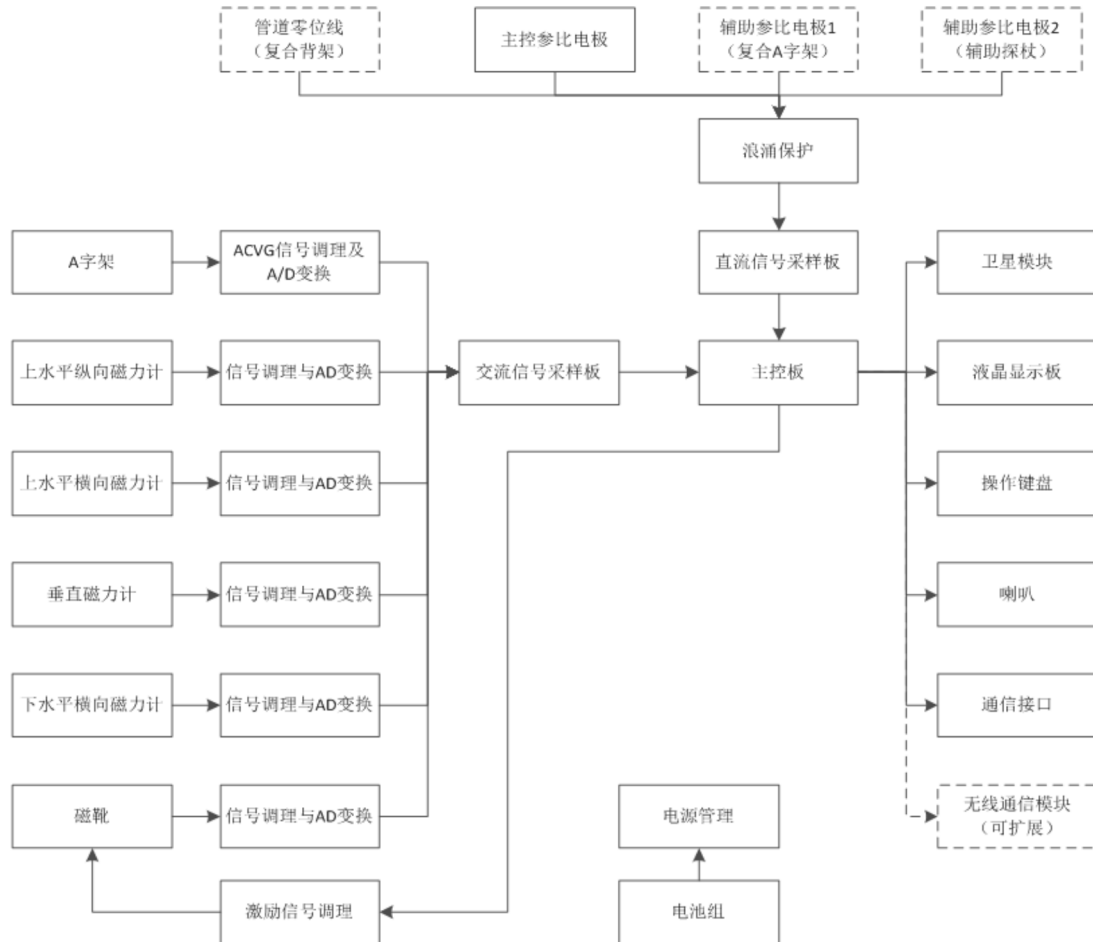 管道零位线
（复合背架）
主控参比电极
辅助参比电极1
（复合A字架）
辅助参比电极2
（辅助探杖）
浪涌保护
A字架
ACVG信号调理及
A/D变换
直流信号采样板
卫星模块
上水平纵向磁力计
信号调理与AD变换
交流信号采样板
主控板
液晶显示板
上水平横向磁力计
信号调理与AD变换
操作键盘
垂直磁力计
信号调理与AD变换
喇叭
下水平横向磁力计
信号调理与AD变换
通信接口
磁靴
信号调理与AD变换
电源管理
无线通信模块
（可扩展）
激励信号调理
电池组